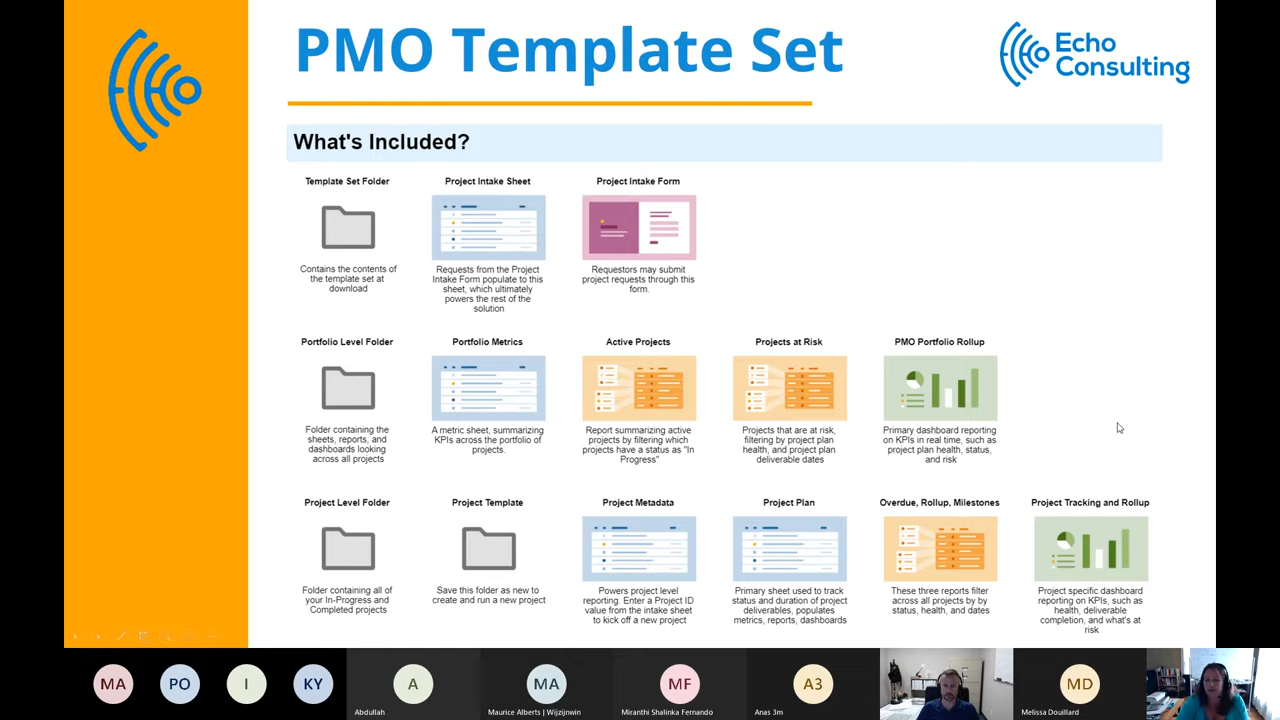 PMO Template Set
ECHO
Echo
Consulting
What's Included?
Template Set Folder
Contains the contents of
the template set at
download
Project Intake Sheet
Requests from the Project
Intake Form populate to this
sheet, which ultimately
powers the rest of the
solution
Project Intake Form
Requestors may submit
project requests through this
form.
Portfolio Level Folder
Folder containing the
sheets, reports, and
dashboards looking
across all projects
Portfolio Metrics
A metric sheet, summarizing
KPIs across the portfolio of
projects.
Active Projects
Report summarizing active
projects by filtering which
projects have a status as "In
Progress"
Projects at Risk
Projects that are at risk,
filtering by project plan
health, and project plan
deliverable dates
PMO Portfolio Rollup
Primary dashboard reporting
on KPIs in real time, such as
project plan health, status,
and risk
Project Level Folder
Folder containing all of
your In-Progress and
Completed projects
Project Template
Save this folder as new to
create and run a new project
Project Metadata
Powers project level
reporting. Enter a Project ID
value from the intake sheet
to kick off a new project
Project Plan
Primary sheet used to track
status and duration of project
deliverables, populates
metrics, reports, dashboards
Overdue, Rollup, Milestones
These three reports filter
across all projects by by
status, health, and dates
Project Tracking and Rollup
Project specific dashboard
reporting on KPIs, such as
health, deliverable
completion, and what's at
risk
MA
PO
I
KY
A
Abdullah
MA
Maurice Alberts | Wijzijnwin
MF
Miranthi Shalinka Fernando
A3
Anas 3m
MD
Melissa Douillard